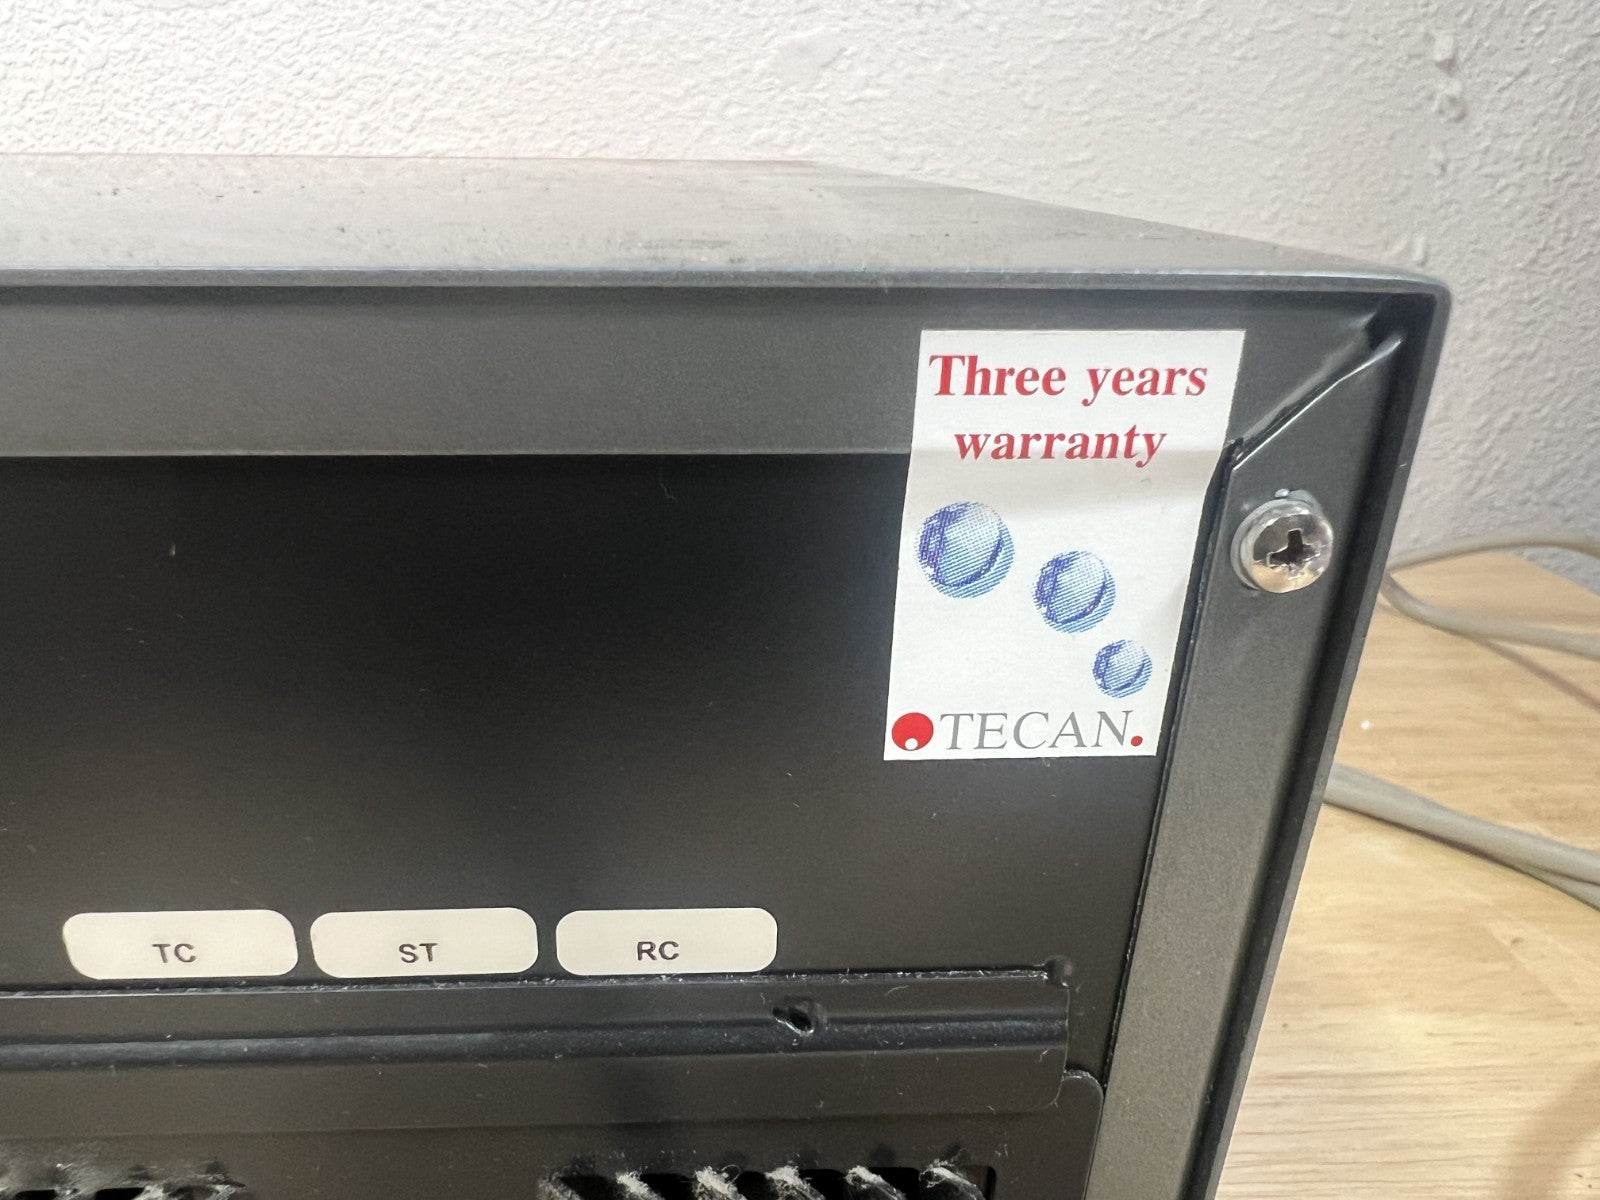 Three years
warranty
TECAN.
TC ST RC